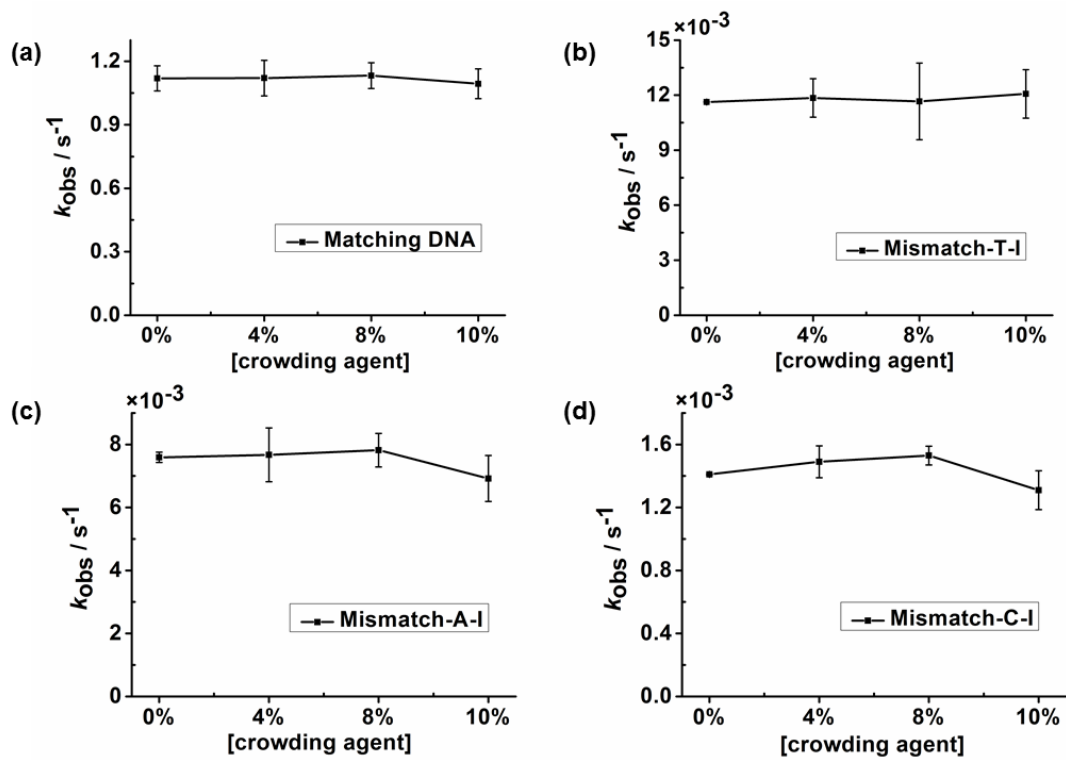 (a)
1.2
0.9
0.6
0.3
0.0
kobs / s-1
Matching DNA
0% 4% 8% 10%
[crowding agent]
(b)
×10-3
15
12
9
6
3
0
kobs / s-1
Mismatch-T-I
0% 4% 8% 10%
[crowding agent]
(c)
×10-3
8
6
4
2
0
kobs / s-1
Mismatch-A-I
0% 4% 8% 10%
[crowding agent]
(d)
×10-3
1.6
1.2
0.8
0.4
0.0
kobs / s-1
Mismatch-C-I
0% 4% 8% 10%
[crowding agent]